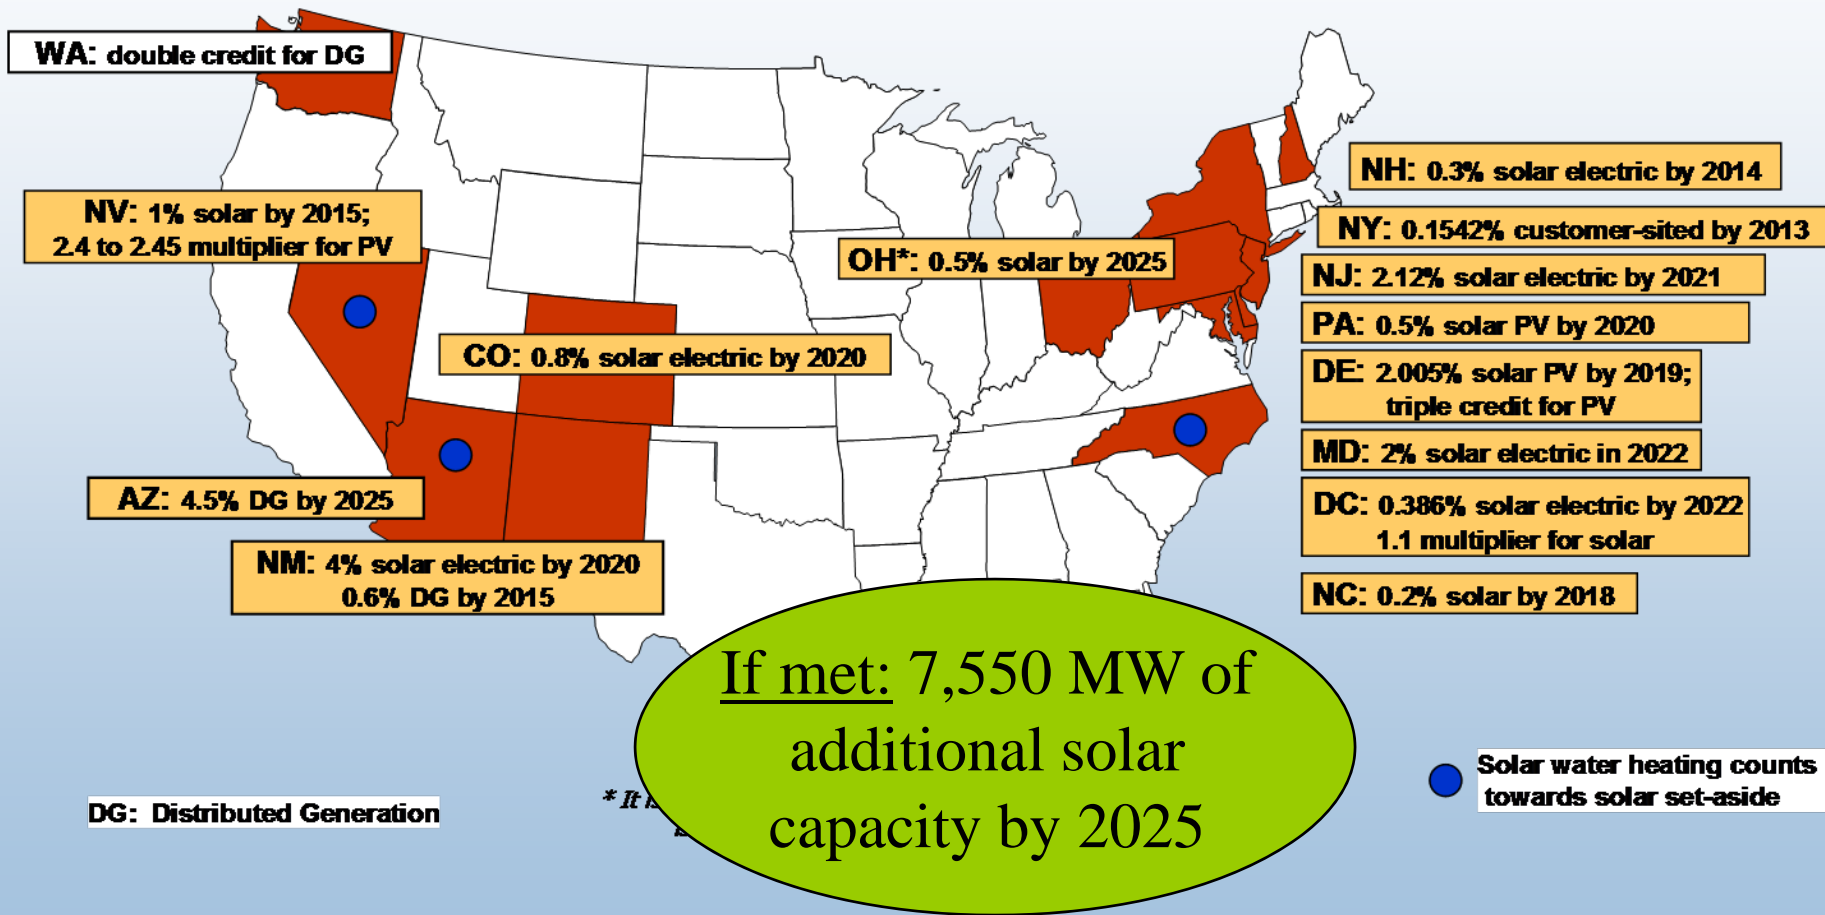 WA: double credit for DG
NV: 1% solar by 2015;
2.4 to 2.45 multiplier for PV
OH*: 0.5% solar by 2025
CO: 0.8% solar electric by 2020
AZ: 4.5% DG by 2025
NM: 4% solar electric by 2020
0.6% DG by 2015
NH: 0.3% solar electric by 2014
NY: 0.1542% customer-sited by 2013
NJ: 2.12% solar electric by 2021
PA: 0.5% solar PV by 2020
DE: 2.005% solar PV by 2019;
triple credit for PV
MD: 2% solar electric in 2022
DC: 0.386% solar electric by 2022
1.1 multiplier for solar
NC: 0.2% solar by 2018
If met: 7,550 MW of
additional solar
capacity by 2025
Solar water heating counts
towards solar set-aside
DG: Distributed Generation
* It